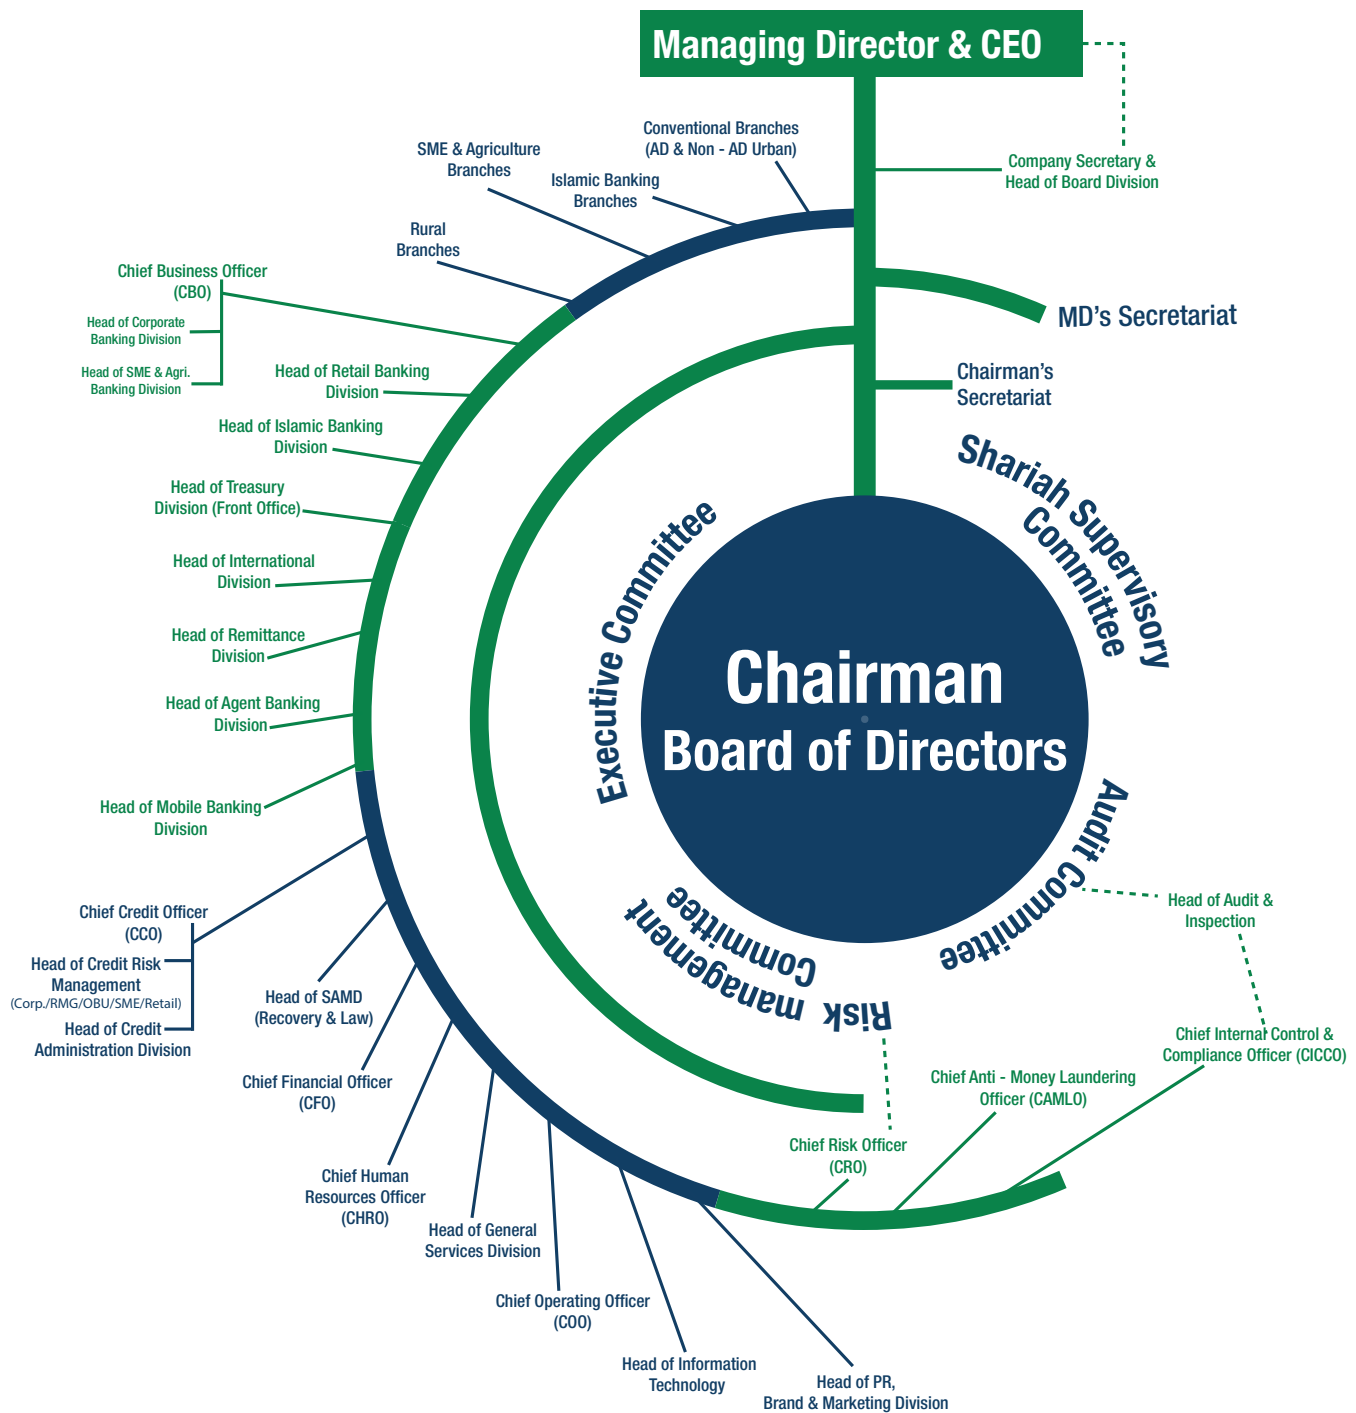 Managing Director & CEO
Conventional Branches
(AD & Non - AD Urban)
SME & Agriculture
Branches
Islamic Banking
Branches
Rural
Branches
Company Secretary &
Head of Board Division
MD's Secretariat
Chairman's
Secretariat
Chief Business Officer
(CBO)
Head of Corporate
Banking Division
Head of SME & Agri.
Banking Division
Head of Retail Banking
Division
Head of Islamic Banking
Division
Head of Treasury
Division (Front Office)
Head of International
Division
Head of Remittance
Division
Head of Agent Banking
Division
Head of Mobile Banking
Division
Shariah Supervisory
Committee
Executive Committee
Chairman
Board of Directors
Audit Committee
Risk management
Committee
Head of Audit &
Inspection
Chief Internal Control &
Compliance Officer (CICCO)
Chief Anti - Money Laundering
Officer (CAMLO)
Chief Risk Officer
(CRO)
Chief Credit Officer
(CCO)
Head of Credit Risk
Management
(Corp./RMG/OBU/SME/Retail)
Head of Credit
Administration Division
Head of SAMD
(Recovery & Law)
Chief Financial Officer
(CFO)
Chief Human
Resources Officer
(CHRO)
Head of General
Services Division
Chief Operating Officer
(COO)
Head of Information
Technology
Head of PR,
Brand & Marketing Division